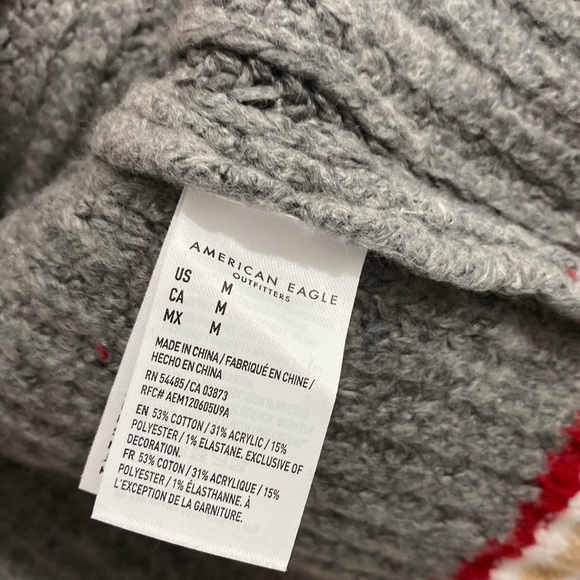 AMERICAN EAGLE
OUTFITTERS
US M
CA M
MX M
MADE IN CHINA / FABRIQUÉ EN CHINE /
HECHO EN CHINA
RN 54485 / CA 03873
RFC# AEM120605U9A
EN 53% COTTON / 31% ACRYLIC / 15%
POLYESTER / 1% ELASTANE, EXCLUSIVE OF
DECORATION.
FR 53% COTON / 31% ACRYLIQUE / 15%
POLYESTER / 1% ÉLASTHANNE. À
L'EXCEPTION DE LA GARNITURE.